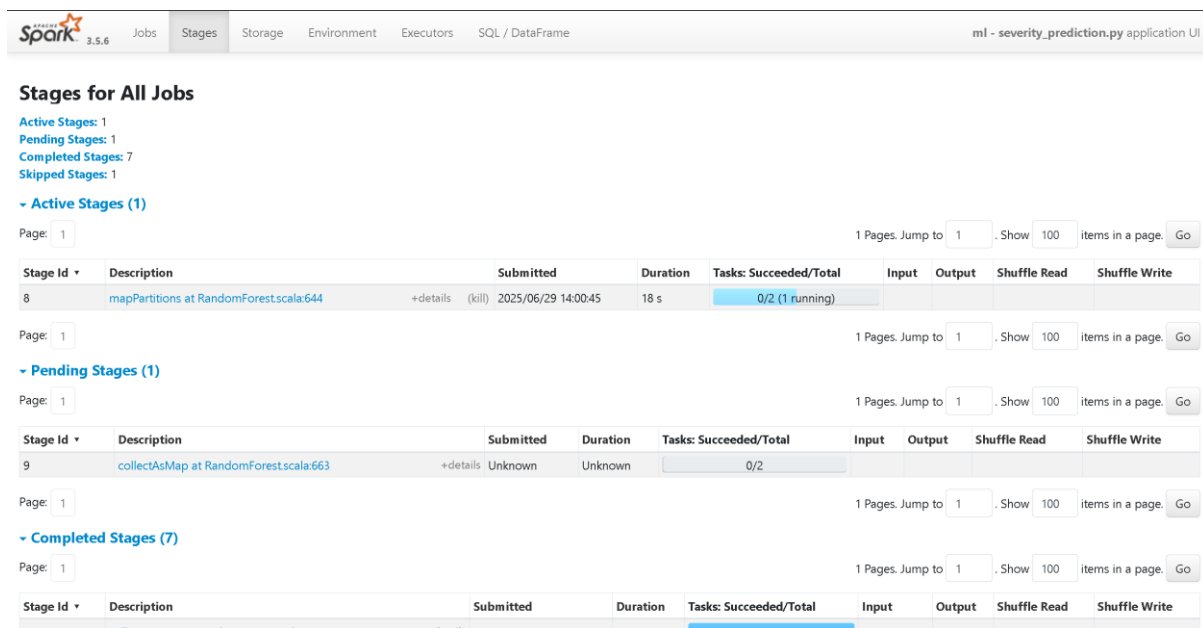 APACHE Spark 3.5.6 Jobs Stages Storage Environment Executors SQL / DataFrame ml - severity_prediction.py application UI
Stages for All Jobs
Active Stages: 1
Pending Stages: 1
Completed Stages: 7
Skipped Stages: 1
Active Stages (1)
Page: 1 1 Pages. Jump to 1 . Show 100 items in a page. Go
Stage Id ▾ Description Submitted Duration Tasks: Succeeded/Total Input Output Shuffle Read Shuffle Write
8 mapPartitions at RandomForest.scala:644 +details (kill) 2025/06/29 14:00:45 18 s 0/2 (1 running)
Page: 1 1 Pages. Jump to 1 . Show 100 items in a page. Go
Pending Stages (1)
Page: 1 1 Pages. Jump to 1 . Show 100 items in a page. Go
Stage Id ▾ Description Submitted Duration Tasks: Succeeded/Total Input Output Shuffle Read Shuffle Write
9 collectAsMap at RandomForest.scala:663 +details Unknown Unknown 0/2
Page: 1 1 Pages. Jump to 1 . Show 100 items in a page. Go
Completed Stages (7)
Page: 1 1 Pages. Jump to 1 . Show 100 items in a page. Go
Stage Id ▾ Description Submitted Duration Tasks: Succeeded/Total Input Output Shuffle Read Shuffle Write